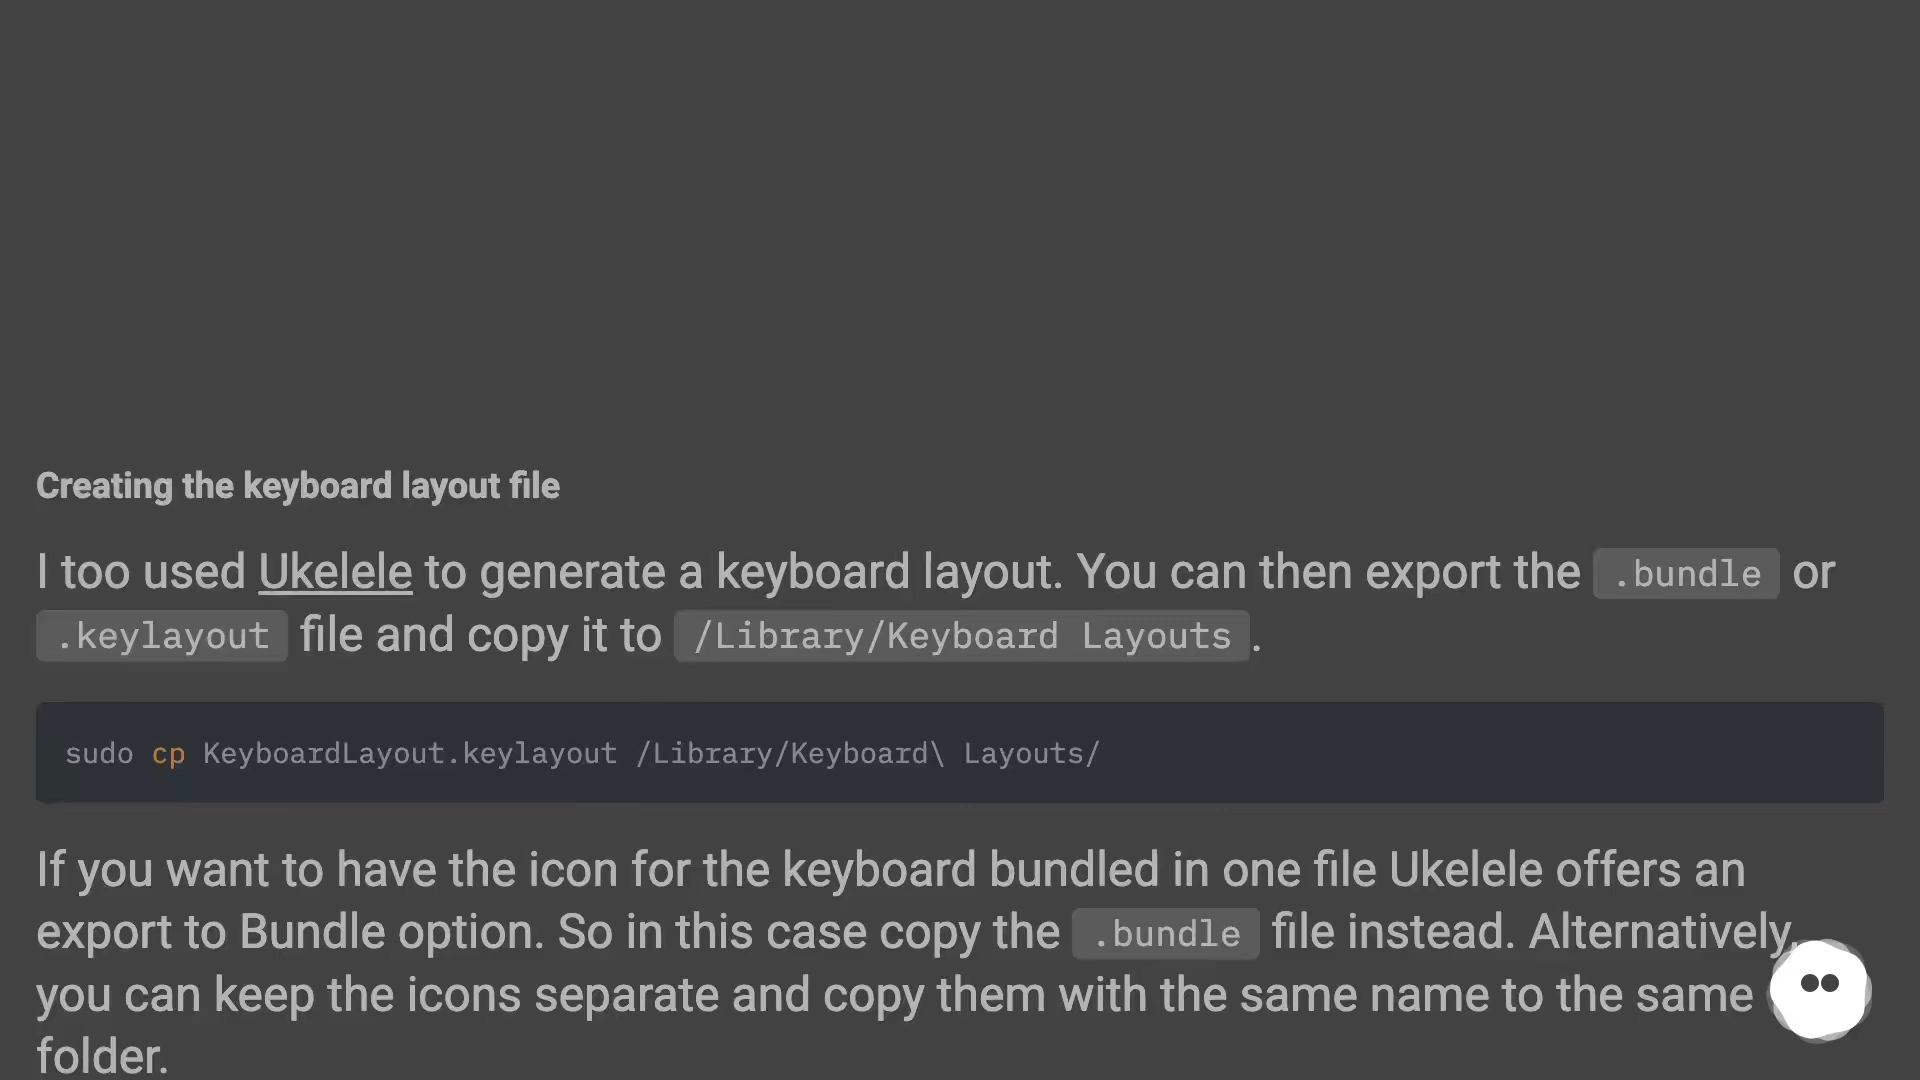 Creating the keyboard layout file
I too used Ukelele to generate a keyboard layout. You can then export the .bundle or
.keylayout file and copy it to /Library/Keyboard Layouts.
sudo cp KeyboardLayout.keylayout /Library/Keyboard\ Layouts/
If you want to have the icon for the keyboard bundled in one file Ukelele offers an
export to Bundle option. So in this case copy the .bundle file instead. Alternatively,
you can keep the icons separate and copy them with the same name to the same
folder.